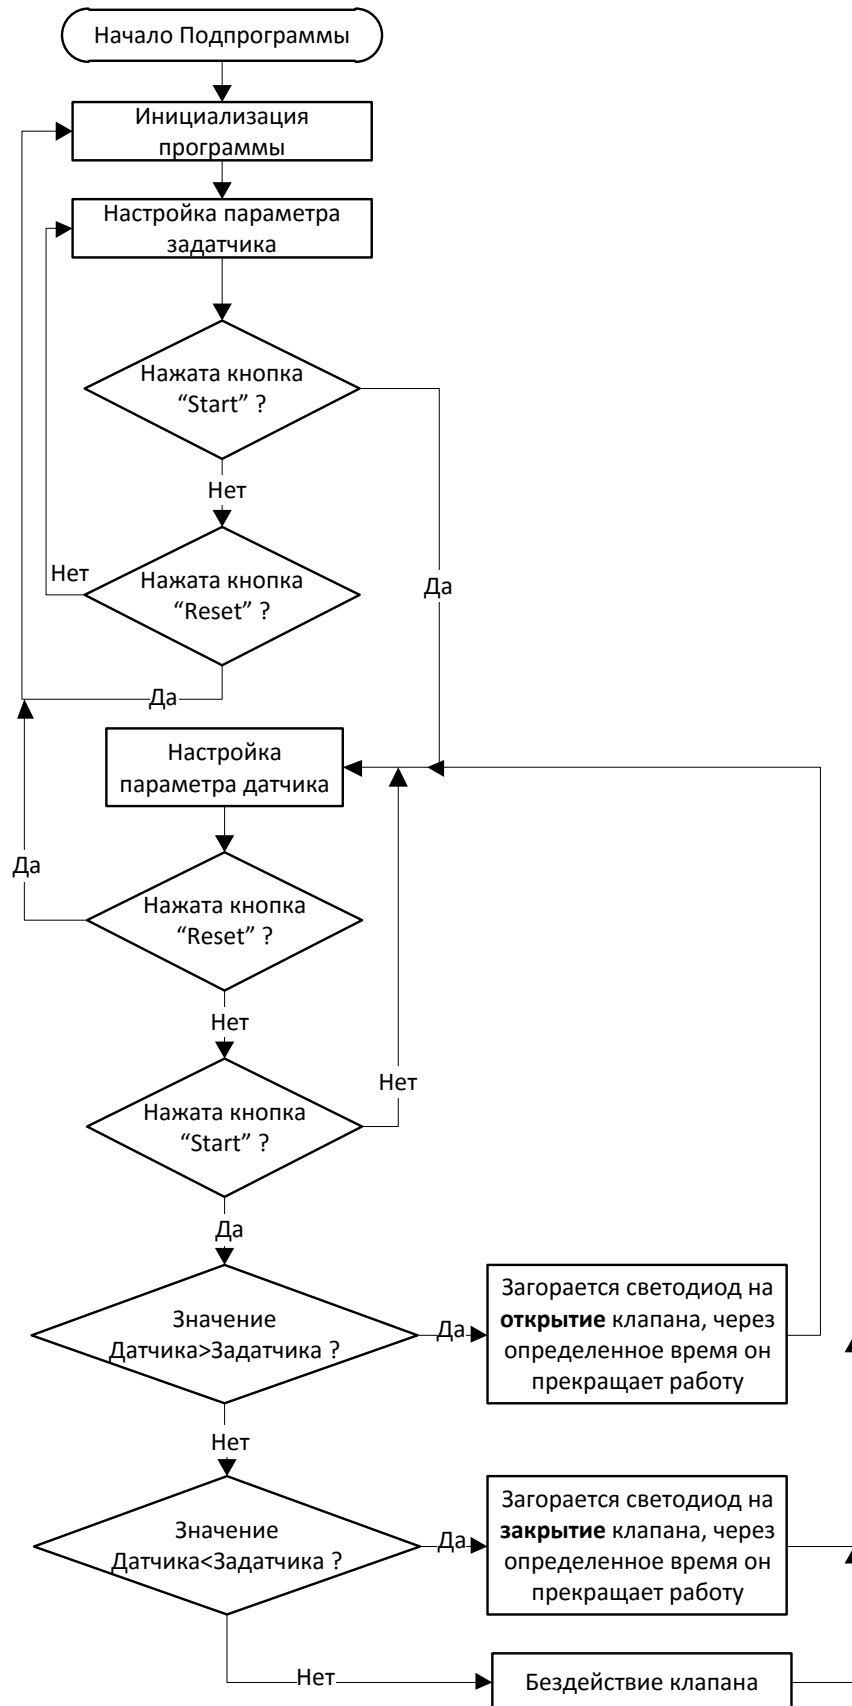 Начало Подпрограммы
Инициализация
программы
Настройка параметра
задатчика
Нажата кнопка
“Start” ?
Нет
Нажата кнопка
“Reset” ?
Нет
Да
Да
Настройка
параметра датчика
Да
Нажата кнопка
“Reset” ?
Нет
Нажата кнопка
“Start” ?
Нет
Да
Значение
Датчика>Задатчика ?
Да
Загорается светодиод на
открытие клапана, через
определенное время он
прекращает работу
Нет
Значение
Датчика<Задатчика ?
Да
Загорается светодиод на
закрытие клапана, через
определенное время он
прекращает работу
Нет
Бездействие клапана